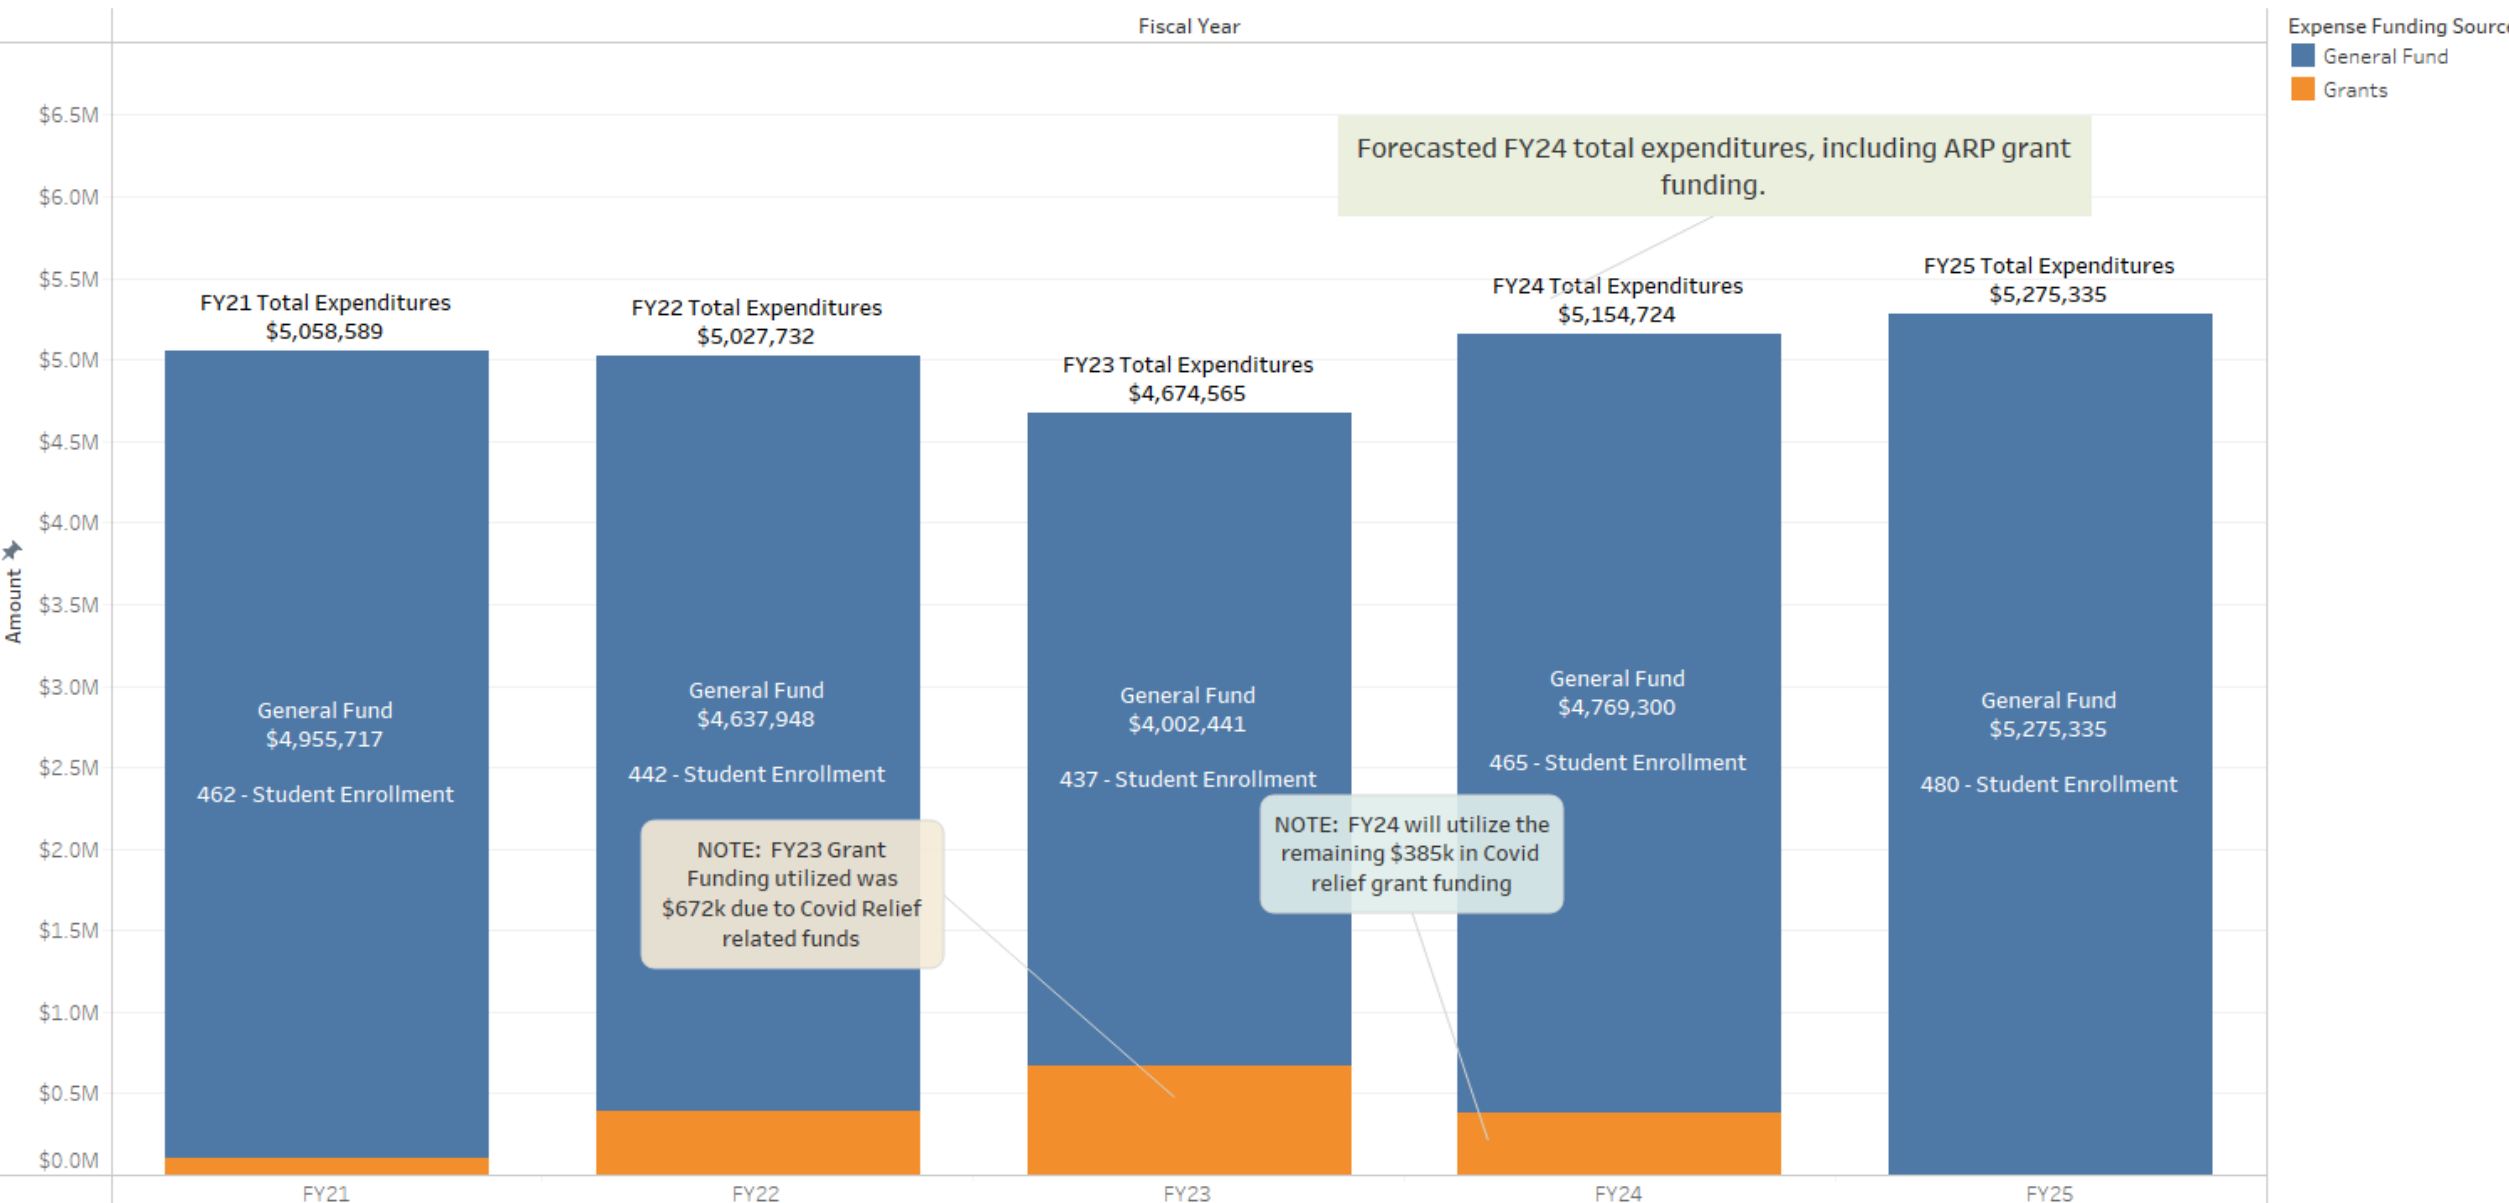 Fiscal Year
Expense Funding Source
General Fund
Grants
$6.5M
$6.0M
$5.5M
$5.0M
$4.5M
$4.0M
$3.5M
$3.0M
$2.5M
$2.0M
$1.5M
$1.0M
$0.5M
$0.0M
Amount
Forecasted FY24 total expenditures, including ARP grant
funding.
FY21 Total Expenditures
$5,058,589
General Fund
$4,955,717
462 - Student Enrollment
FY22 Total Expenditures
$5,027,732
General Fund
$4,637,948
442 - Student Enrollment
NOTE: FY23 Grant
Funding utilized was
$672k due to Covid Relief
related funds
FY23 Total Expenditures
$4,674,565
General Fund
$4,002,441
437 - Student Enrollment
NOTE: FY24 will utilize the
remaining $385k in Covid
relief grant funding
FY24 Total Expenditures
$5,154,724
General Fund
$4,769,300
465 - Student Enrollment
FY25 Total Expenditures
$5,275,335
General Fund
$5,275,335
480 - Student Enrollment
FY21
FY22
FY23
FY24
FY25